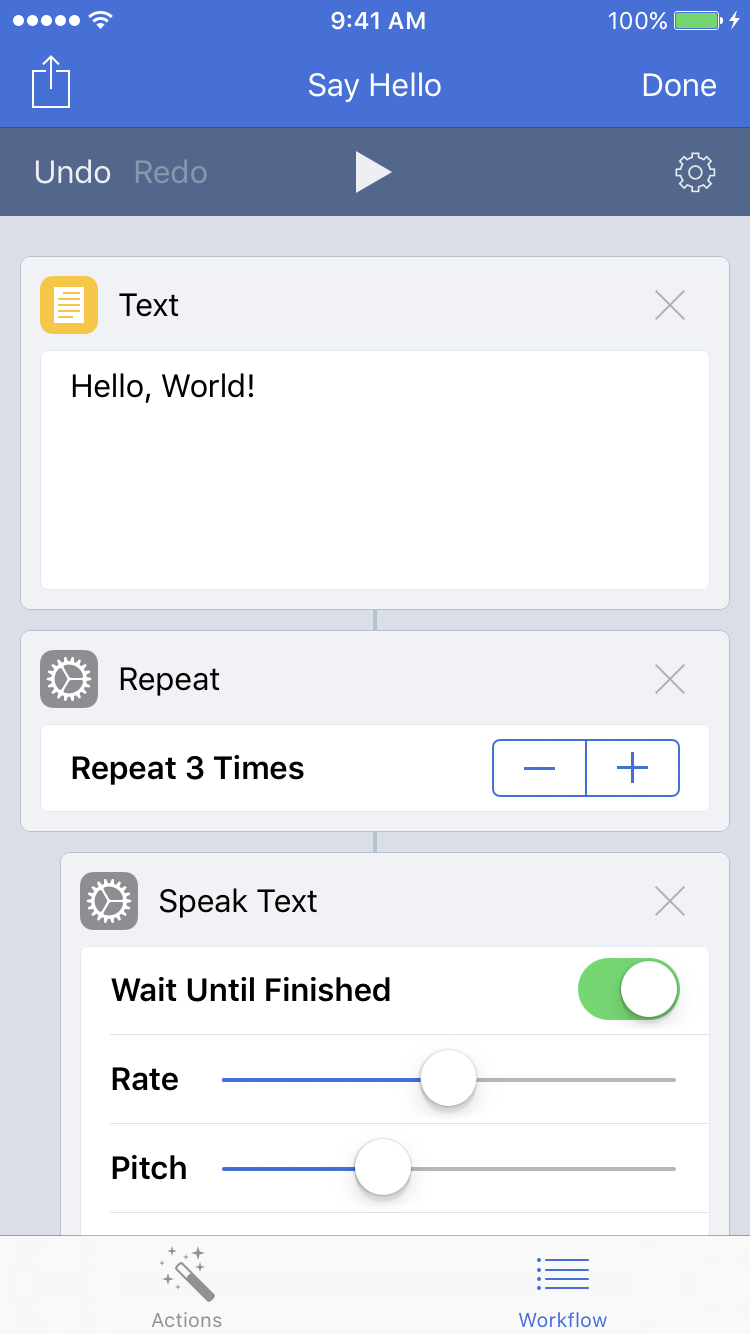 9:41 AM 100%
Say Hello Done
Undo Redo
Text
Hello, World!
Repeat
Repeat 3 Times
Speak Text
Wait Until Finished
Rate
Pitch
Actions Workflow